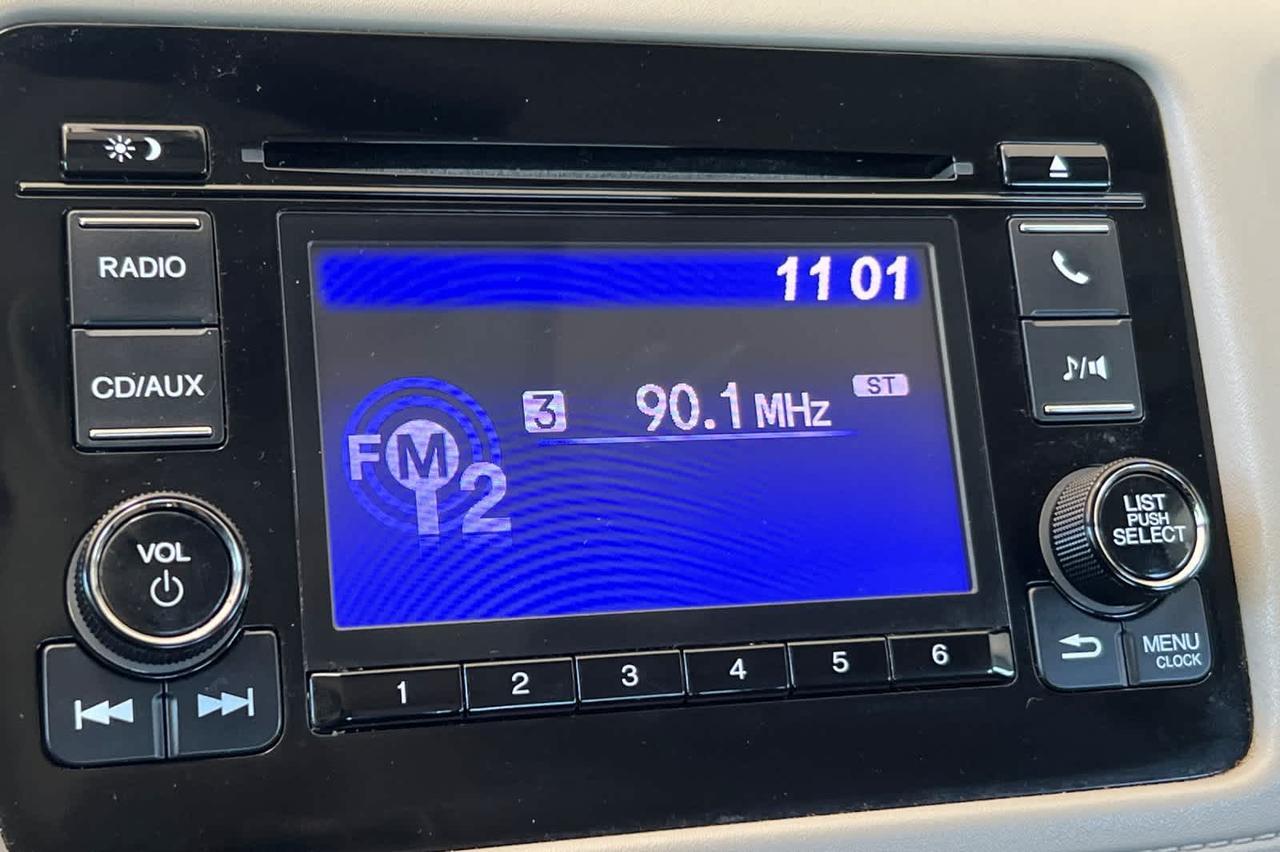 RADIO
CD/AUX
11 01
FM
2
3 90.1 MHz ST
VOL
LIST
PUSH
SELECT
MENU
CLOCK
1 2 3 4 5 6